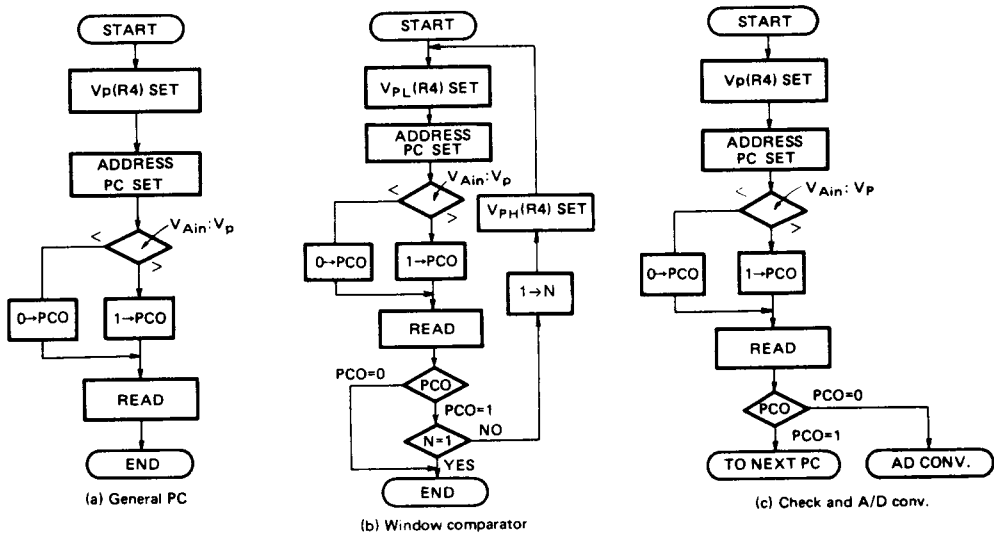 START
Vp(R4) SET
ADDRESS
PC SET
VAin:Vp
<
>
0→PCO
1→PCO
READ
END
(a) General PC
START
VPL(R4) SET
ADDRESS
PC SET
VAin:Vp
<
>
VPH(R4) SET
0→PCO
1→PCO
1→N
READ
PCO=0
PCO
PCO=1
N=1
NO
YES
END
(b) Window comparator
START
Vp(R4) SET
ADDRESS
PC SET
VAin:VP
<
>
0→PCO
1→PCO
READ
PCO
PCO=0
PCO=1
TO NEXT PC
AD CONV.
(c) Check and A/D conv.